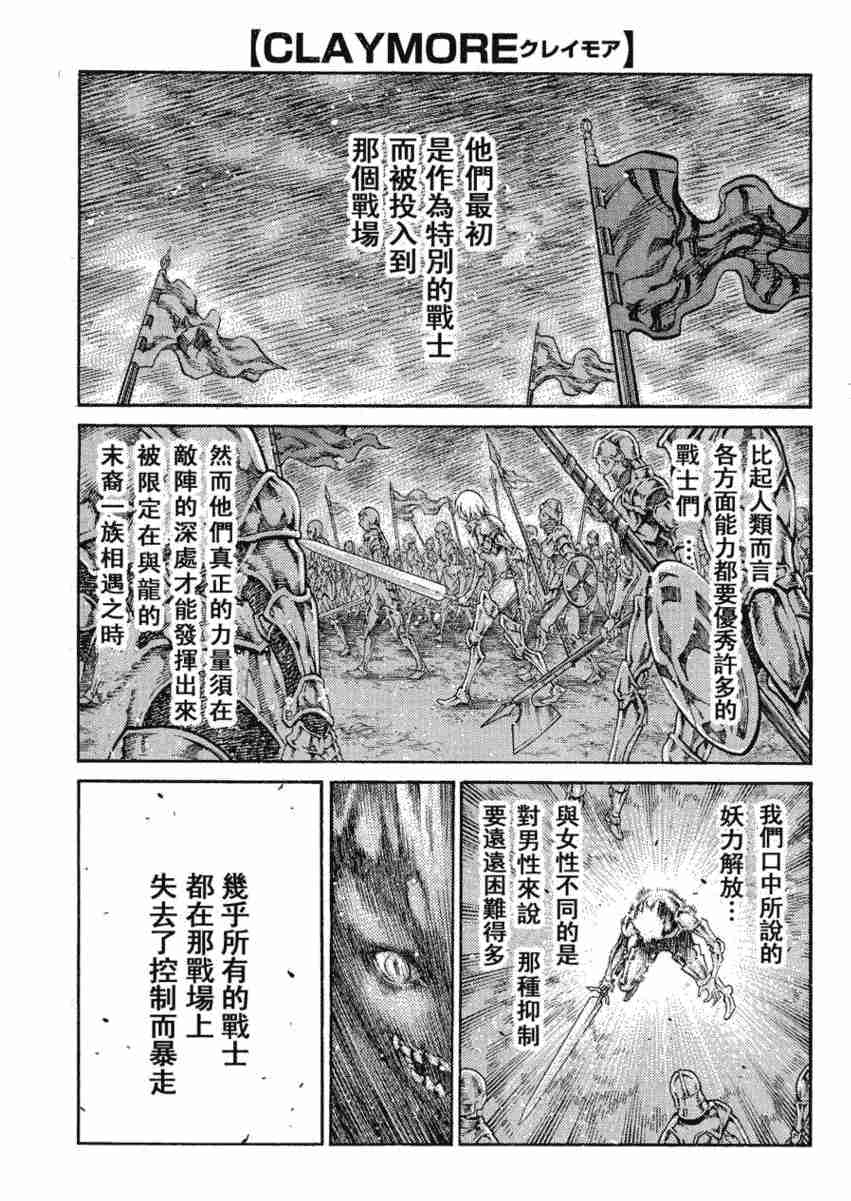 【CLAYMOREクレイモア】
他們最初
是作為特別的戰士
而被投入到
那個戰場
比起人類而言
各方面能力都要優秀許多的
戰士們…
然而他們真正的力量須在
敵陣的深處才能發揮出來
被限定在與龍的
末裔一族相遇之時
我們口中所說的
妖力解放…
與女性不同的是
對男性來說 那種抑制
要遠遠困難得多
幾乎所有的戰士
都在那戰場上
失去了控制而暴走